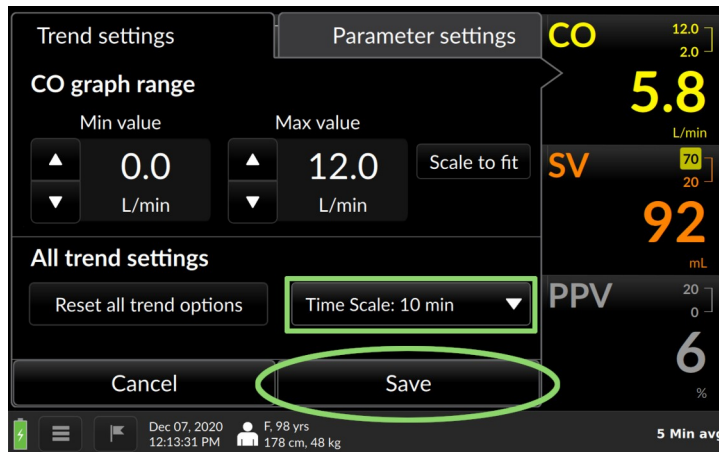 Trend settings
Parameter settings
CO graph range
Min value
Max value
0.0
L/min
12.0
L/min
Scale to fit
All trend settings
Reset all trend options
Time Scale: 10 min
Cancel
Save
CO
12.0
2.0
5.8
L/min
SV
70
20
92
mL
PPV
20
0
6
%
Dec 07, 2020
12:13:31 PM
F, 98 yrs
178 cm, 48 kg
5 Min avg